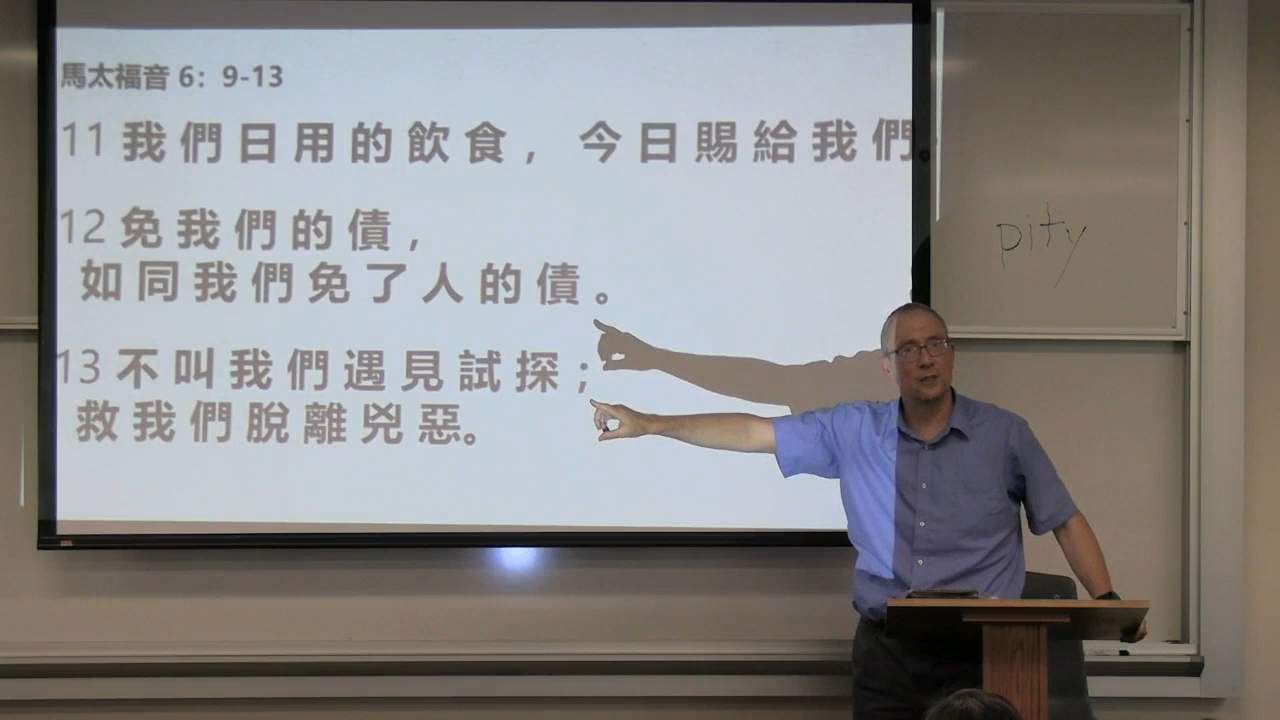 馬太福音 6：9-13
11 我們日用的飲食，今日賜給我們
12 免我們的債，
如同我們免了人的債。
13 不叫我們遇見試探；
救我們脫離兇惡。
pity